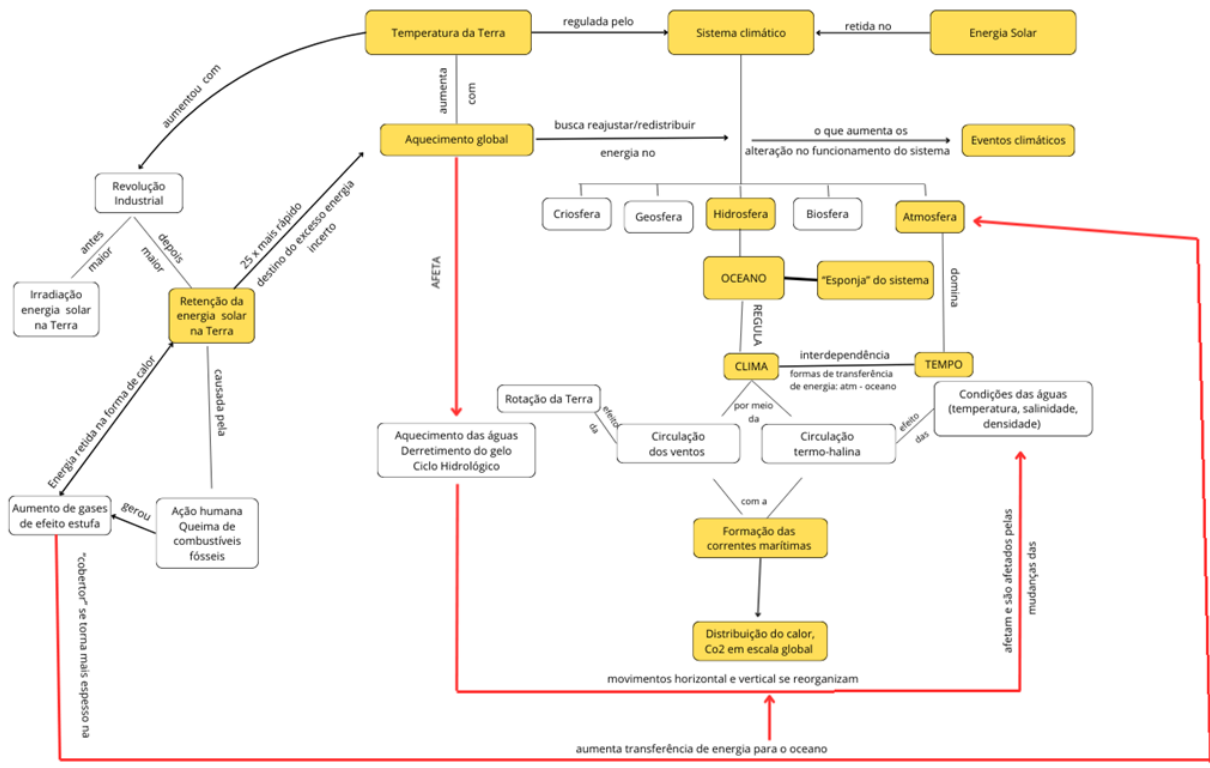 Temperatura da Terra
regulada pelo
Sistema climático
retida no
Energia Solar
aumentou com
aumenta
com
Aquecimento global
busca reajustar/redistribuir
energia no
o que aumenta os
alteração no funcionamento do sistema
Eventos climáticos
Revolução
Industrial
25 x mais rápido
destino do excesso energia
incerto
Criosfera
Geosfera
Hidrosfera
Biosfera
Atmosfera
antes
maior
depois
maior
AFETA
OCEANO
"Esponja" do sistema
domina
Irradiação
energia solar
na Terra
Retenção da
energia solar
na Terra
REGULA
CLIMA
interdependência
formas de transferência
de energia: atm - oceano
TEMPO
Energia retida na forma de calor
causada pela
Rotação da Terra
efeito
da
por meio
da
Condições das águas
(temperatura, salinidade,
densidade)
efeito
das
Aquecimento das águas
Derretimento do gelo
Ciclo Hidrológico
Circulação
dos ventos
Circulação
termo-halina
Aumento de gases
de efeito estufa
gerou
Ação humana
Queima de
combustíveis
fósseis
com a
Formação das
correntes marítimas
afetam e são afetados pelas
mudanças das
"cobertor" se torna mais espesso na
Distribuição do calor,
Co2 em escala global
movimentos horizontal e vertical se reorganizam
aumenta transferência de energia para o oceano